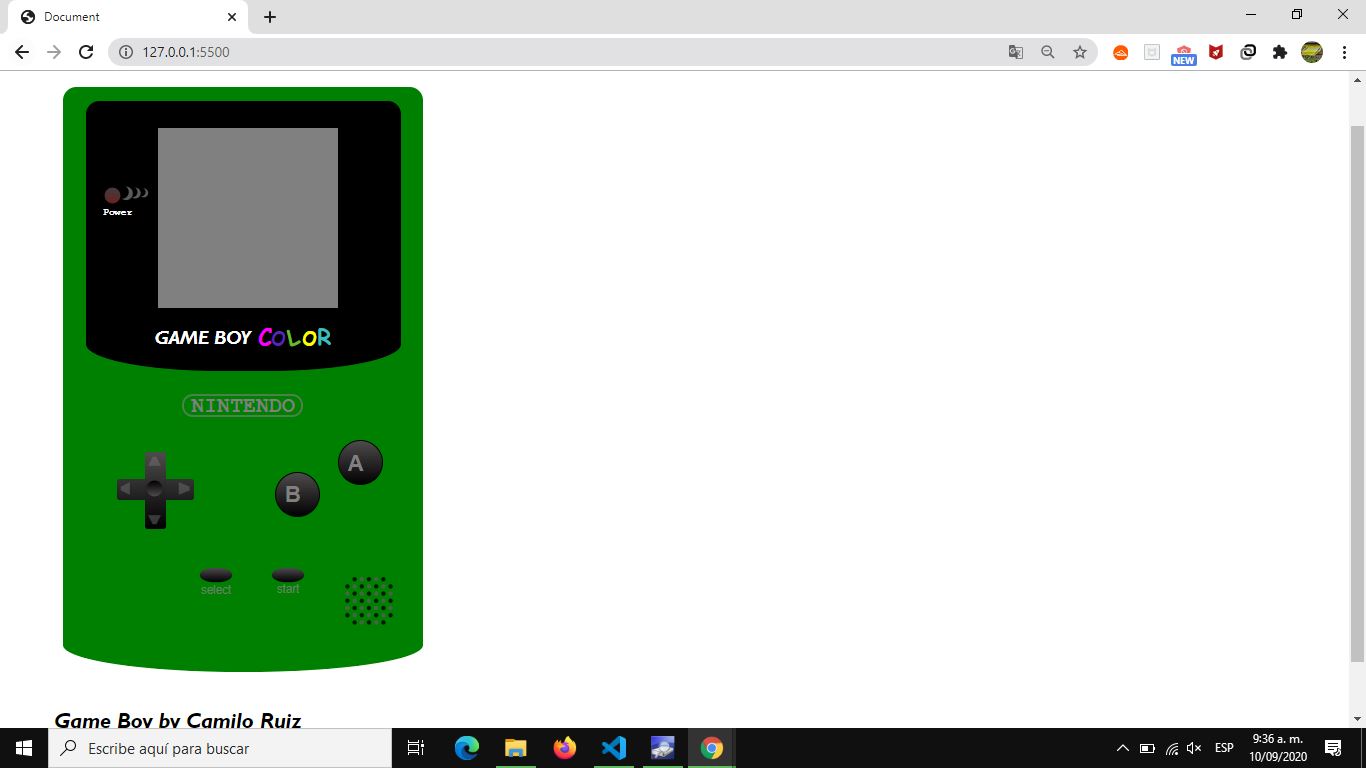 Document
127.0.0.1:5500
NEW
Power
GAME BOY COLOR
NINTENDO
A
B
select
start
Game Boy by Camilo Ruiz
Escribe aquí para buscar
ESP
9:36 a. m.
10/09/2020